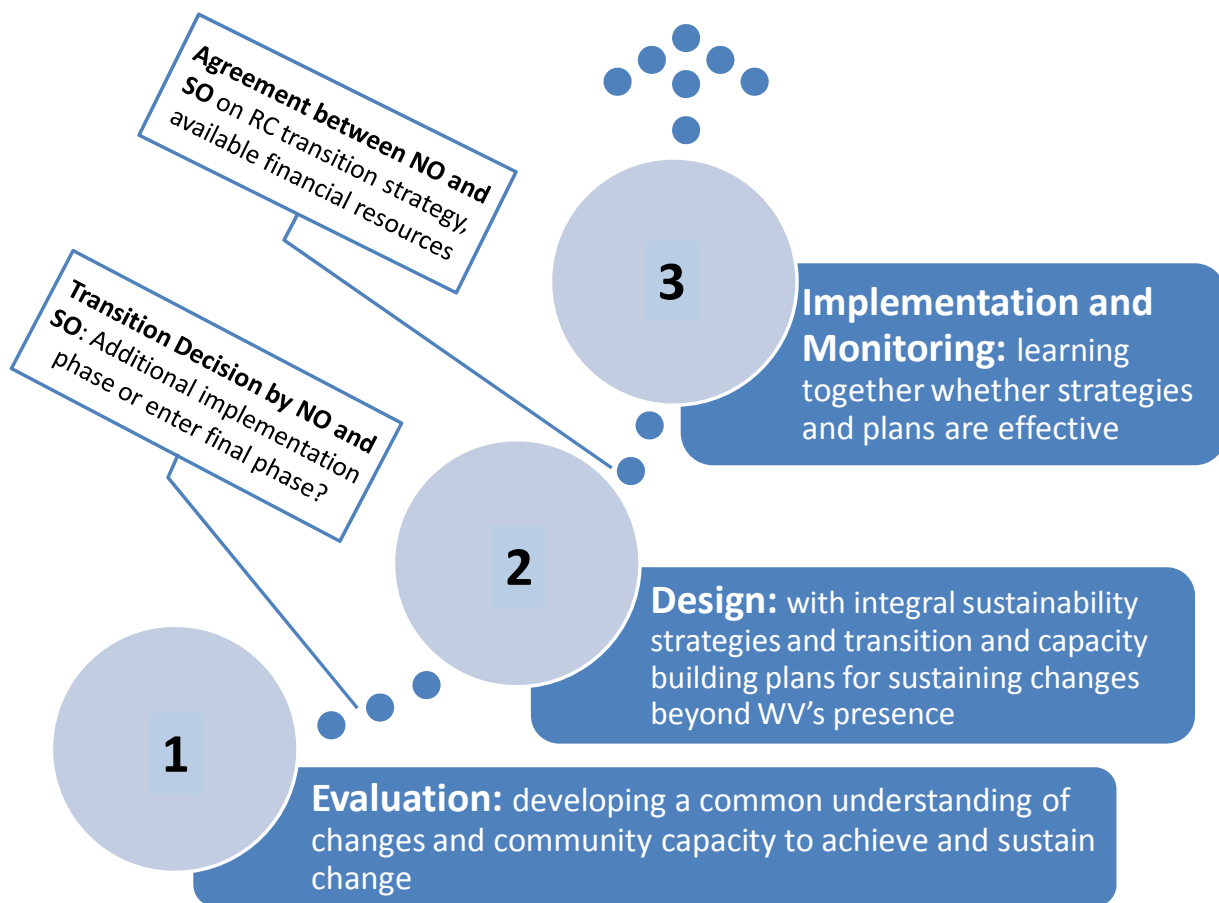 Agreement between NO and
SO on RC transition strategy,
available financial resources
Transition Decision by NO and
SO: Additional implementation
phase or enter final phase?
3
Implementation and
Monitoring: learning
together whether strategies
and plans are effective
2
Design: with integral sustainability
strategies and transition and capacity
building plans for sustaining changes
beyond WV’s presence
1
Evaluation: developing a common understanding of
changes and community capacity to achieve and sustain
change